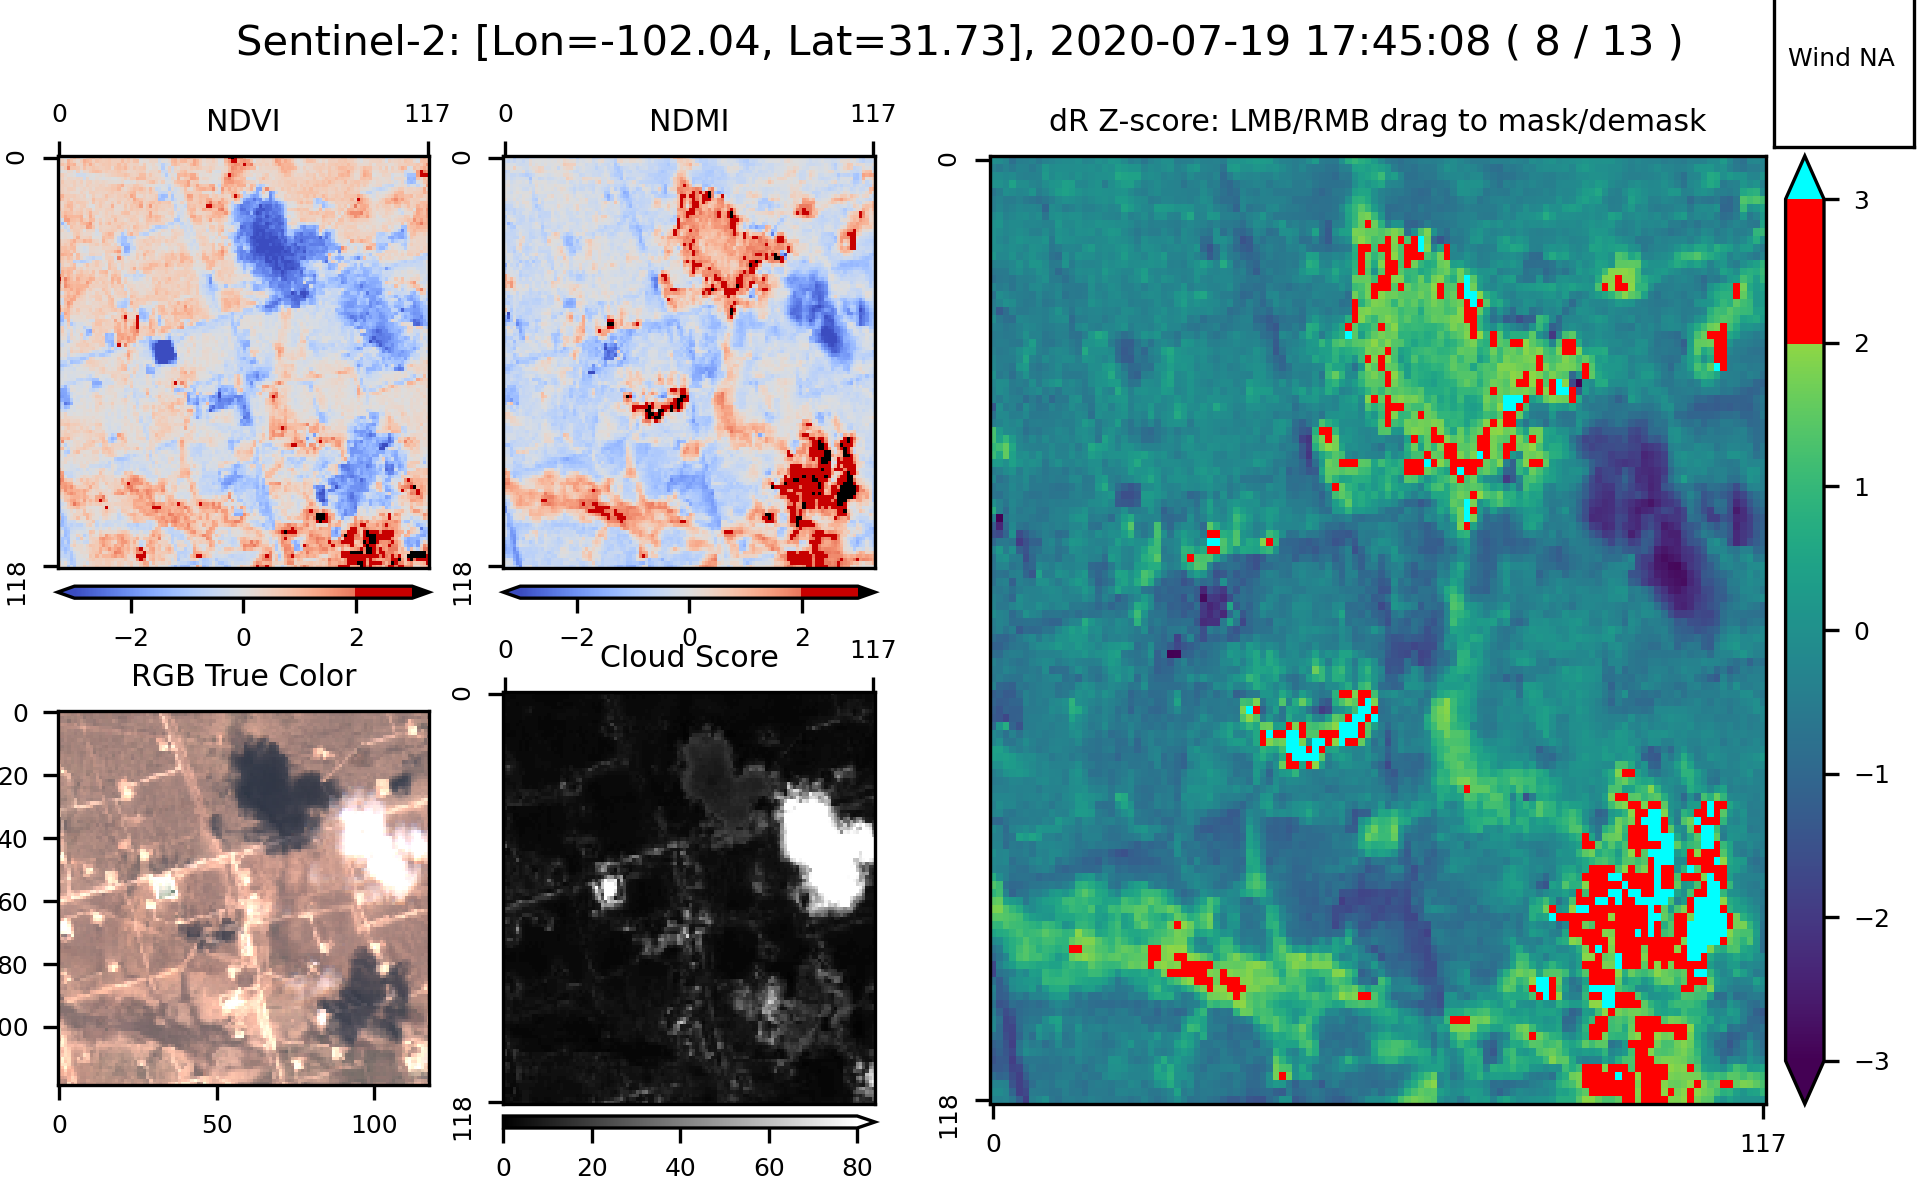 Sentinel-2: [Lon=-102.04, Lat=31.73], 2020-07-19 17:45:08 ( 8 / 13 )
Wind NA
NDVI
0 117
0
118
−2 0 2
NDMI
0 117
0
118
−2 0 2
dR Z-score: LMB/RMB drag to mask/demask
0
118
0 117
3
2
1
0
−1
−2
−3
RGB True Color
0
20
40
60
80
00
0 50 100
Cloud Score
0 117
0
118
0 20 40 60 80